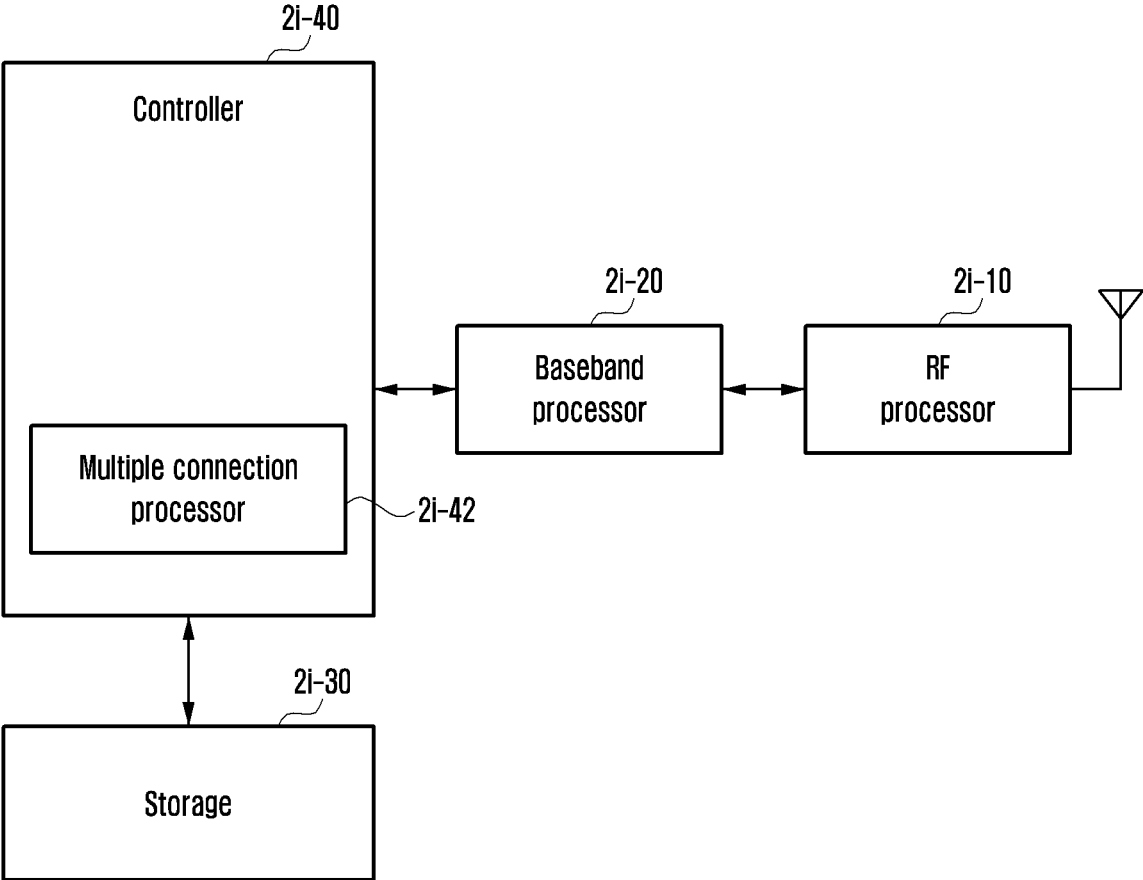 2i-40
Controller
2i-20
2i-10
Baseband
processor
RF
processor
Multiple connection
processor
2i-42
2i-30
Storage